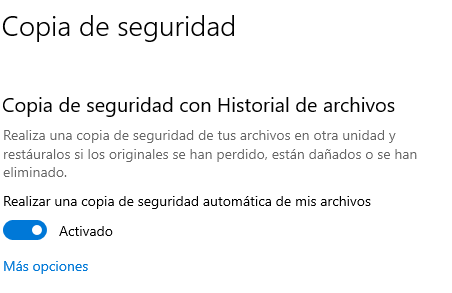 Copia de seguridad
Copia de seguridad con Historial de archivos
Realiza una copia de seguridad de tus archivos en otra unidad y
restáuralos si los originales se han perdido, están dañados o se han
eliminado.
Realizar una copia de seguridad automática de mis archivos
Activado
Más opciones